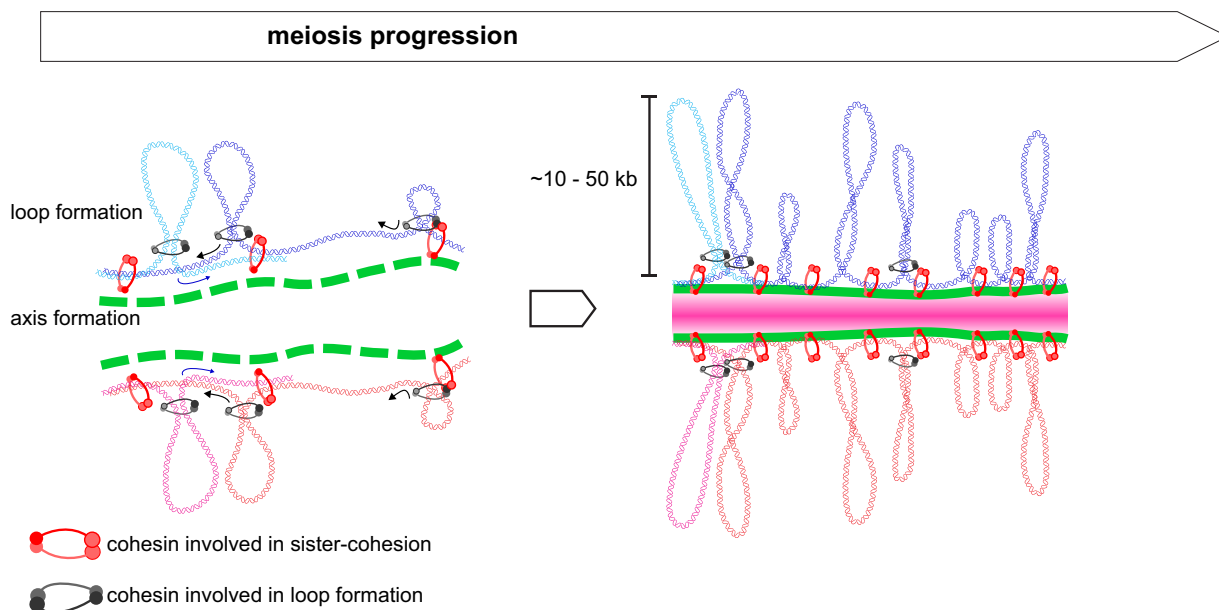 meiosis progression
~10 - 50 kb
loop formation
axis formation
cohesin involved in sister-cohesion
cohesin involved in loop formation